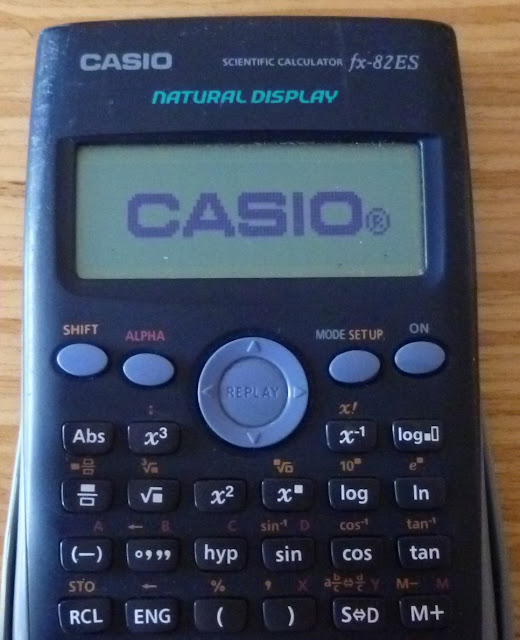 CASIO SCIENTIFIC CALCULATOR fx-82ES
NATURAL DISPLAY
CASIO®
SHIFT ALPHA MODE SETUP ON
REPLAY
: x!
Abs x³ x⁻¹ log▪▯
▪▪/▯ ³√▯ ▪√▯ 10▪ e▪
▪/▯ √▪ x² x▪ log ln
A ← B C sin⁻¹ D cos⁻¹ tan⁻¹
(−) °,,, hyp sin cos tan
STO ← % , X a b/c⇔d/c Y M− M
RCL ENG ( ) S⇔D M+